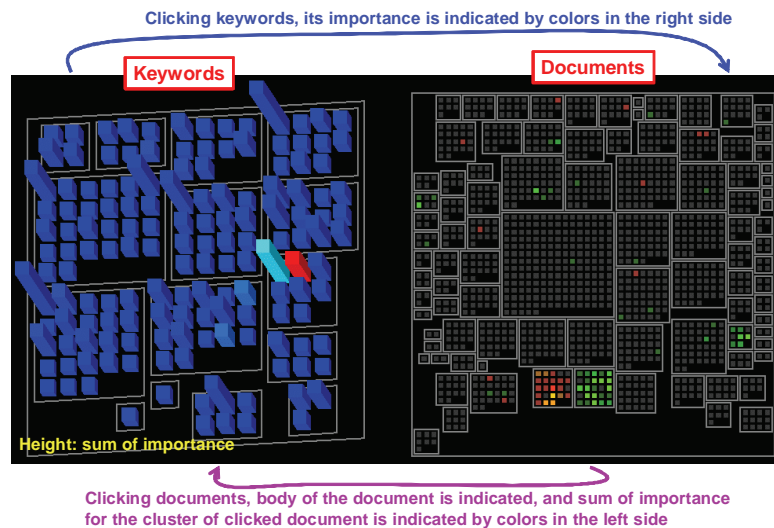 Clicking keywords, its importance is indicated by colors in the right side
Keywords
Documents
Height: sum of importance
Clicking documents, body of the document is indicated, and sum of importance
for the cluster of clicked document is indicated by colors in the left side